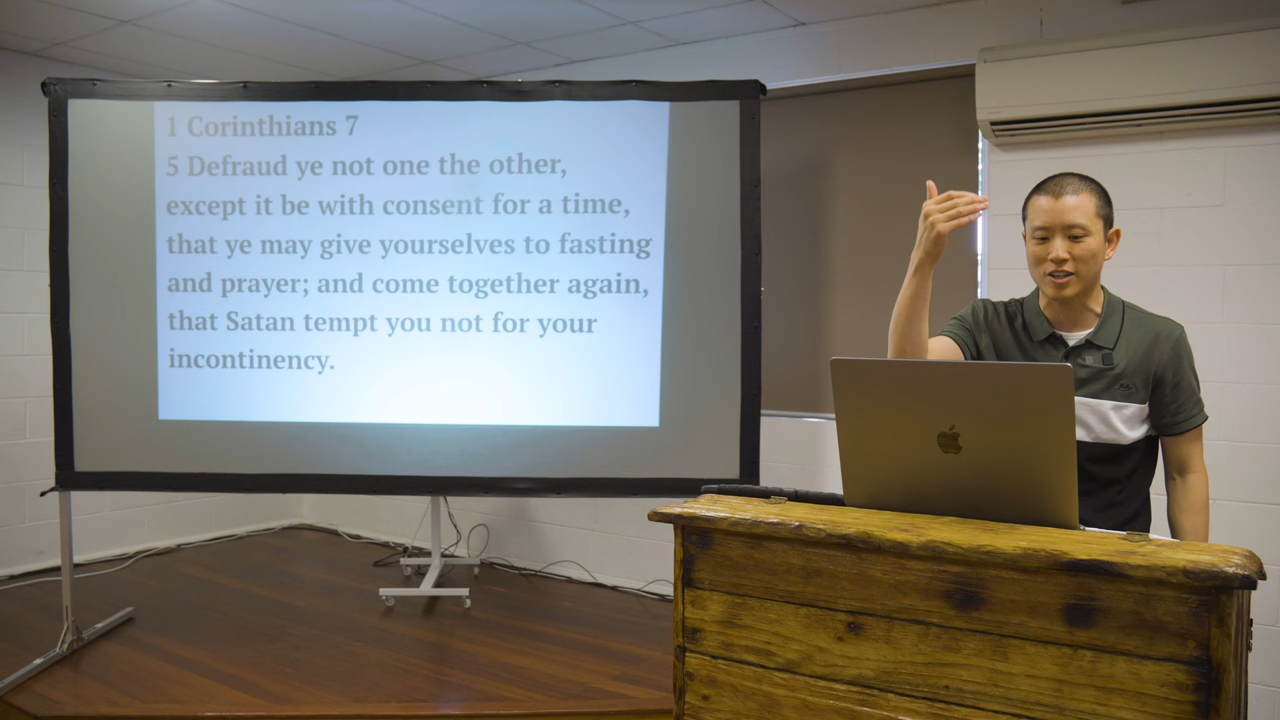 1 Corinthians 7
5 Defraud ye not one the other,
except it be with consent for a time,
that ye may give yourselves to fasting
and prayer; and come together again,
that Satan tempt you not for your
incontinency.